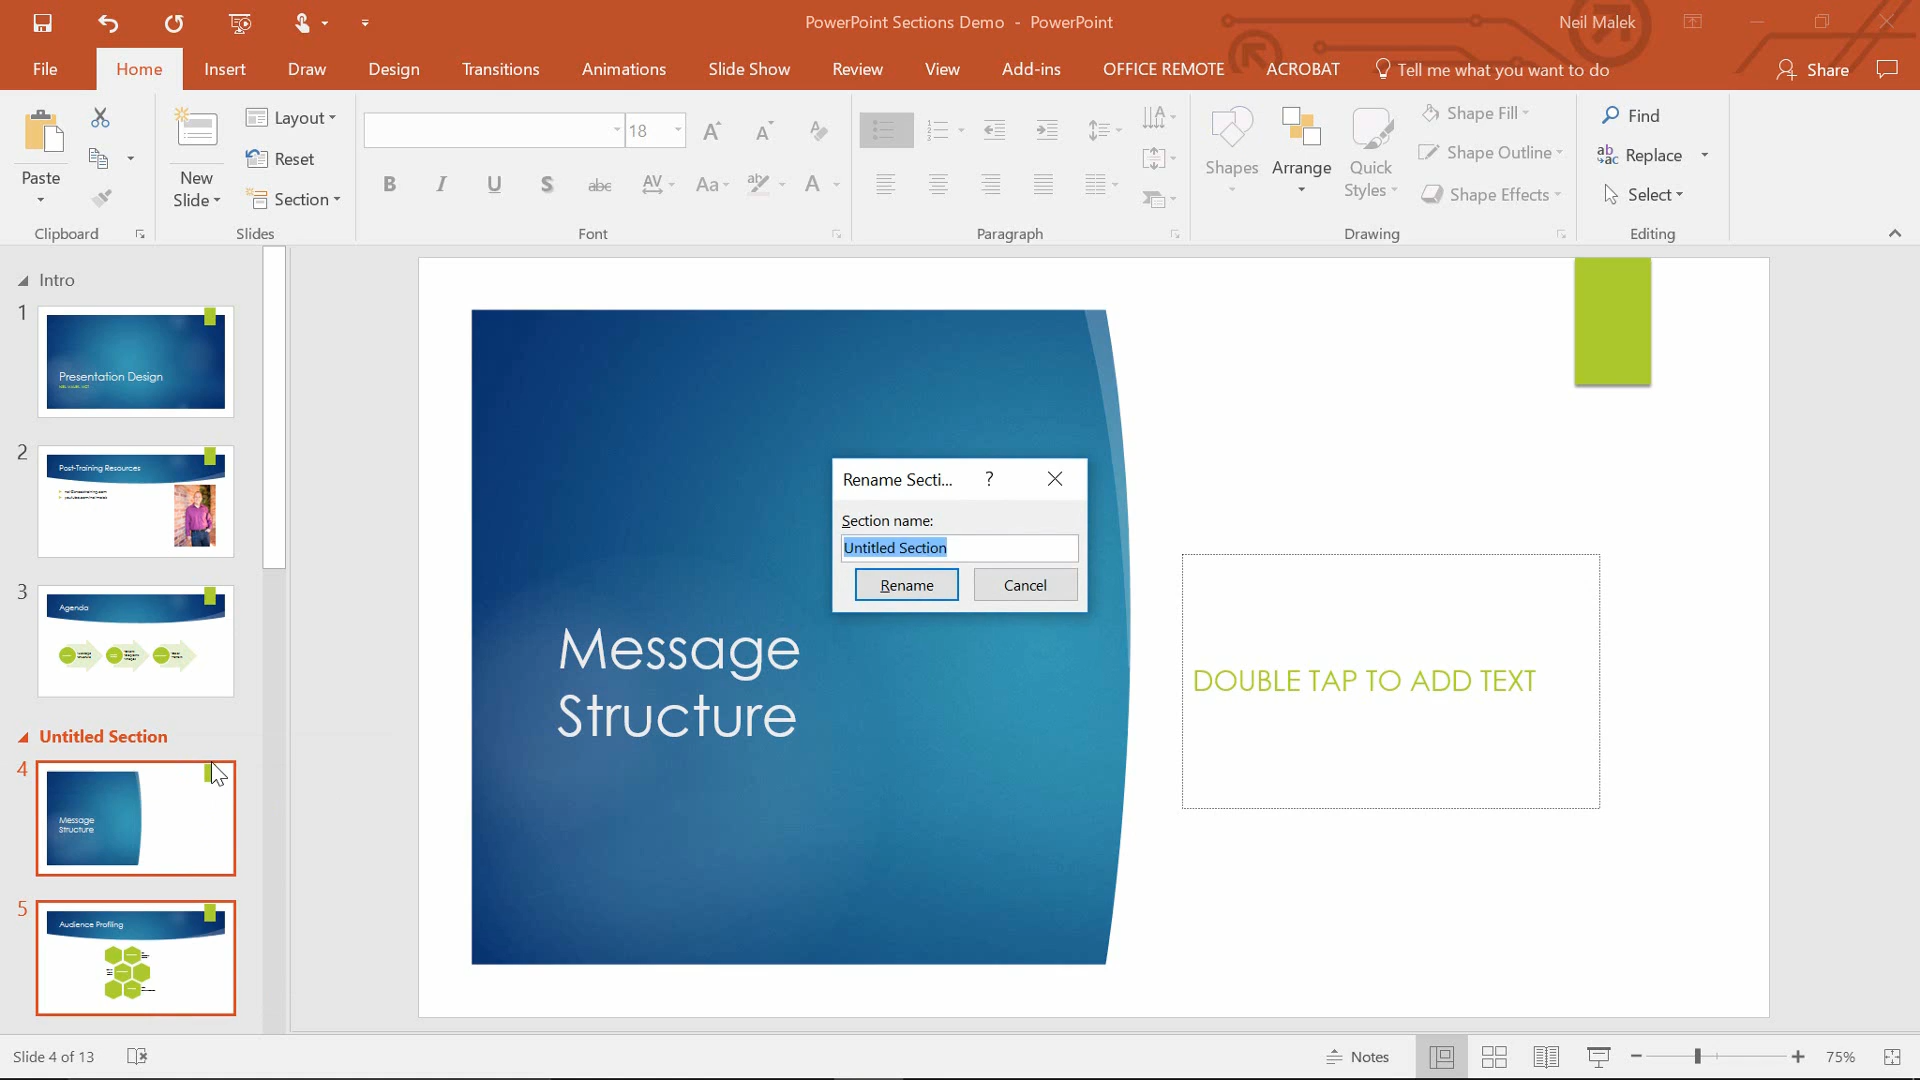 PowerPoint Sections Demo - PowerPoint
Neil Malek
File
Home
Insert
Draw
Design
Transitions
Animations
Slide Show
Review
View
Add-ins
OFFICE REMOTE
ACROBAT
Tell me what you want to do
Share
Paste
Clipboard
New
Slide
Layout
Reset
Section
Slides
18
B
I
U
S
abc
AV
Aa
A
Font
Paragraph
Shapes
Arrange
Quick
Styles
Shape Fill
Shape Outline
Shape Effects
Drawing
Find
Replace
Select
Editing
Intro
1
Presentation Design
2
Post-Training Resources
3
Agenda
Untitled Section
4
Message
Structure
5
Audience Profiling
Message
Structure
DOUBLE TAP TO ADD TEXT
Rename Secti...
?
Section name:
Untitled Section
Rename
Cancel
Slide 4 of 13
Notes
75%